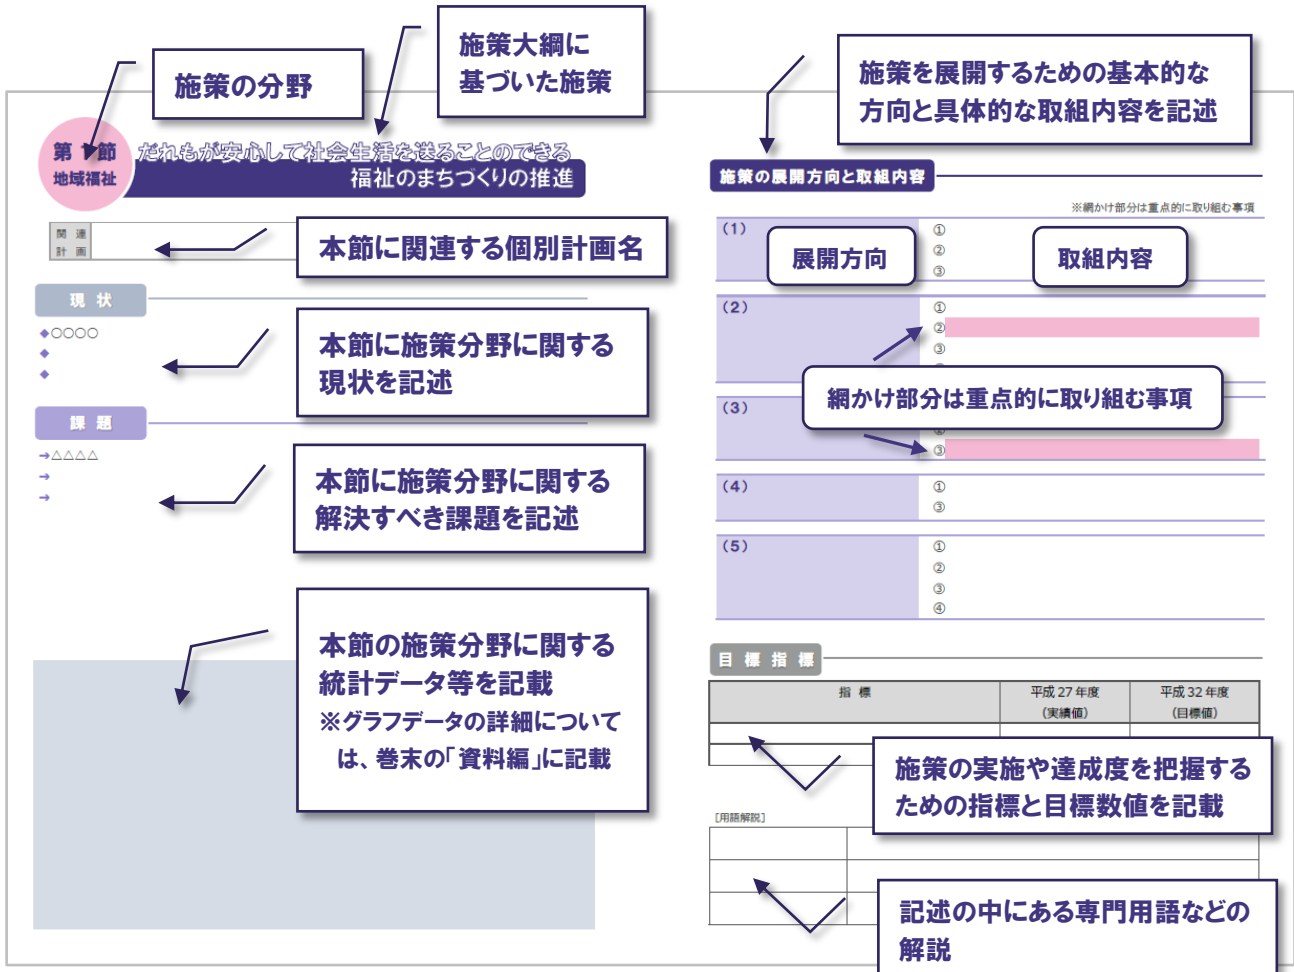 施策の分野
施策大綱に
基づいた施策
第1節
地域福祉
だれもが安心して社会生活を送ることのできる
福祉のまちづくりの推進
関連
計画
本節に関連する個別計画名
現状
◆○○○○
◆
◆
本節に施策分野に関する
現状を記述
課題
→△△△△
→
→
本節に施策分野に関する
解決すべき課題を記述
本節の施策分野に関する
統計データ等を記載
※グラフデータの詳細について
は、巻末の「資料編」に記載
施策を展開するための基本的な
方向と具体的な取組内容を記述
施策の展開方向と取組内容
※網かけ部分は重点的に取り組む事項
(1)
展開方向
①
②
③
取組内容
(2)
①
②
③
網かけ部分は重点的に取り組む事項
(3)
③
(4)
①
③
(5)
①
②
③
④
目標指標
指標
平成27年度
(実績値)
平成32年度
(目標値)
施策の実施や達成度を把握する
ための指標と目標数値を記載
[用語解説]
記述の中にある専門用語などの
解説